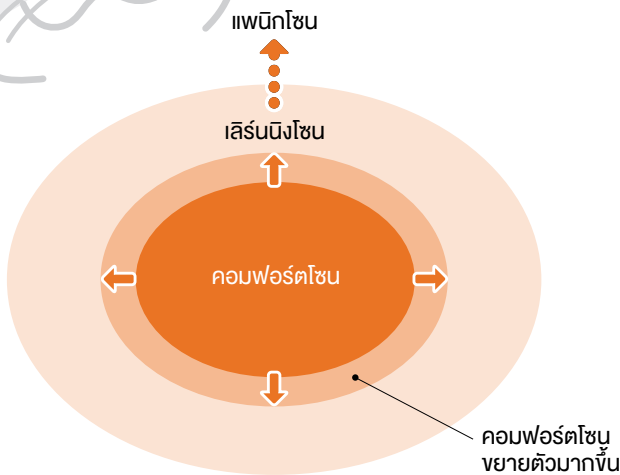 แพนิกโซน
เลิร์นนิงโซน
คอมฟอร์ตโซน
คอมฟอร์ตโซน
ขยายตัวมากขึ้น